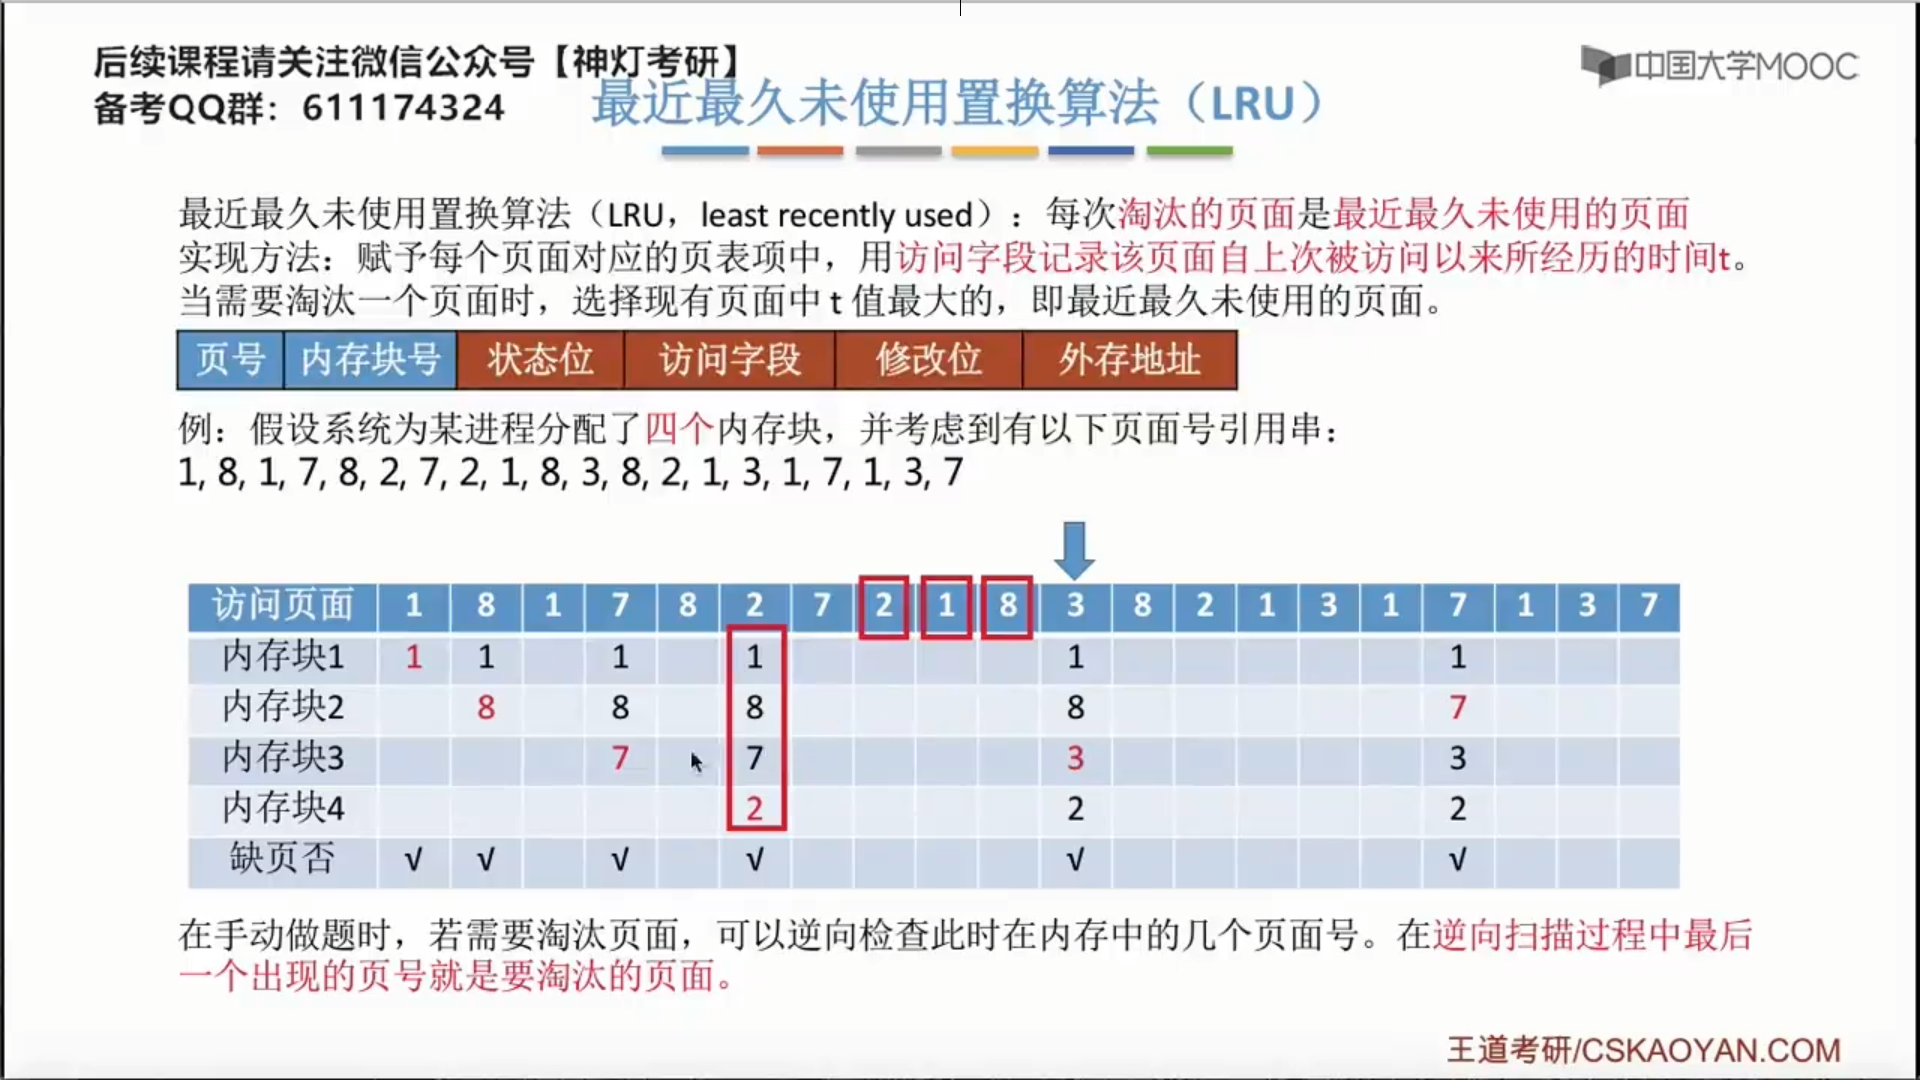 后续课程请关注微信公众号【神灯考研】
备考QQ群：611174324
中国大学MOOC
最近最久未使用置换算法（LRU）
最近最久未使用置换算法（LRU，least recently used）：每次淘汰的页面是最近最久未使用的页面
实现方法：赋予每个页面对应的页表项中，用访问字段记录该页面自上次被访问以来所经历的时间t。
当需要淘汰一个页面时，选择现有页面中 t 值最大的，即最近最久未使用的页面。
页号 内存块号 状态位 访问字段 修改位 外存地址
例：假设系统为某进程分配了四个内存块，并考虑到有以下页面号引用串：
1, 8, 1, 7, 8, 2, 7, 2, 1, 8, 3, 8, 2, 1, 3, 1, 7, 1, 3, 7
访问页面 1 8 1 7 8 2 7 2 1 8 3 8 2 1 3 1 7 1 3 7
内存块1 1 1 1 1 1 1
内存块2 8 8 8 8 7
内存块3 7 7 3 3
内存块4 2 2 2
缺页否 √ √ √ √ √ √
在手动做题时，若需要淘汰页面，可以逆向检查此时在内存中的几个页面号。在逆向扫描过程中最后
一个出现的页号就是要淘汰的页面。
王道考研/CSKAOYAN.COM